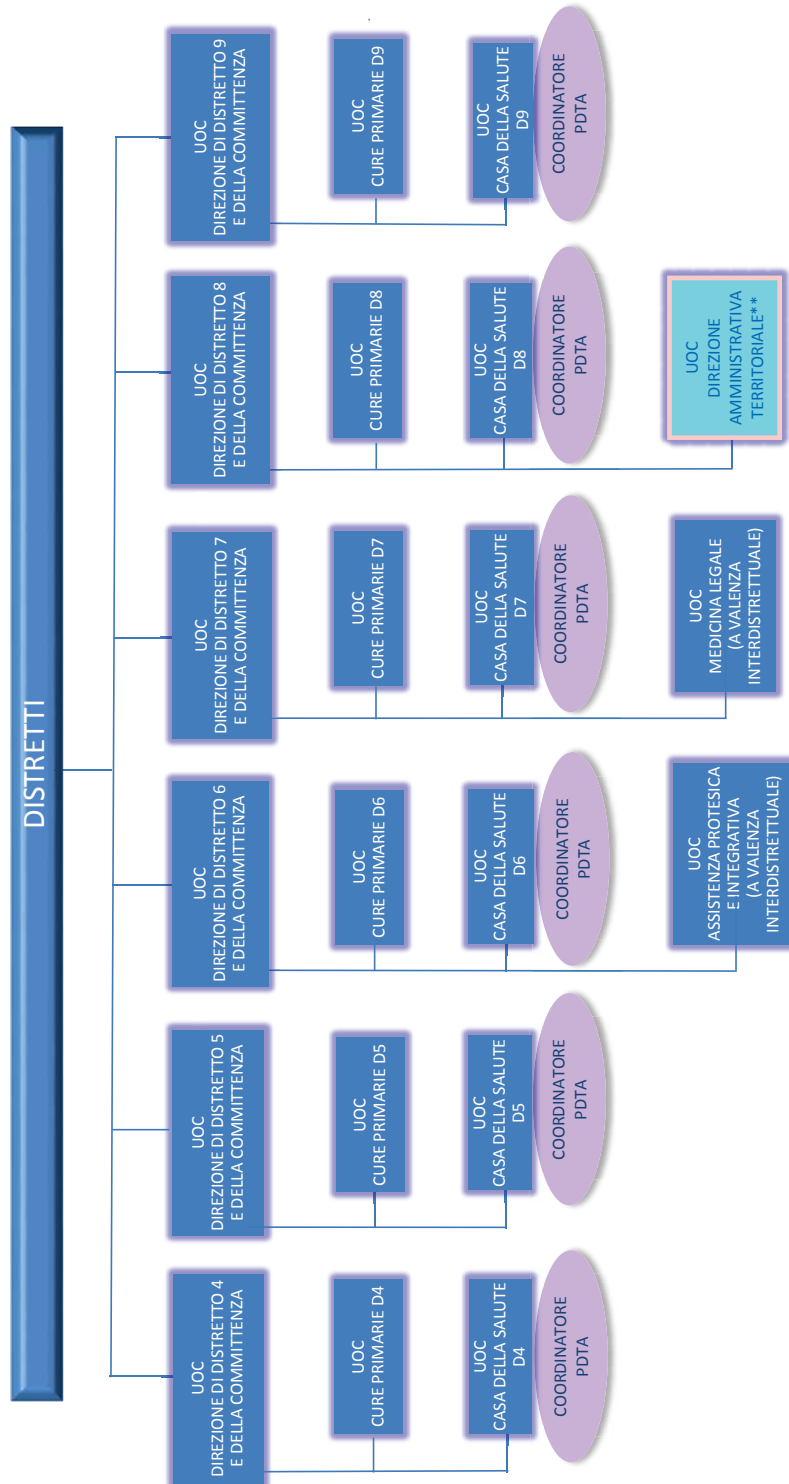 DISTRETTI
UOC
DIREZIONE DI DISTRETTO 4
E DELLA COMMITTENZA
UOC
DIREZIONE DI DISTRETTO 5
E DELLA COMMITTENZA
UOC
DIREZIONE DI DISTRETTO 6
E DELLA COMMITTENZA
UOC
DIREZIONE DI DISTRETTO 7
E DELLA COMMITTENZA
UOC
DIREZIONE DI DISTRETTO 8
E DELLA COMMITTENZA
UOC
DIREZIONE DI DISTRETTO 9
E DELLA COMMITTENZA
UOC
CURE PRIMARIE D4
UOC
CURE PRIMARIE D5
UOC
CURE PRIMARIE D6
UOC
CURE PRIMARIE D7
UOC
CURE PRIMARIE D8
UOC
CURE PRIMARIE D9
UOC
CASA DELLA SALUTE
D4
UOC
CASA DELLA SALUTE
D5
UOC
CASA DELLA SALUTE
D6
UOC
CASA DELLA SALUTE
D7
UOC
CASA DELLA SALUTE
D8
UOC
CASA DELLA SALUTE
D9
COORDINATORE
PDTA
COORDINATORE
PDTA
COORDINATORE
PDTA
COORDINATORE
PDTA
COORDINATORE
PDTA
COORDINATORE
PDTA
UOC
ASSISTENZA PROTESICA
E INTEGRATIVA
(A VALENZA
INTERDISTRETTUALE)
UOC
MEDICINA LEGALE
(A VALENZA
INTERDISTRETTUALE)
UOC
DIREZIONE
AMMINISTRATIVA
TERRITORIALE**